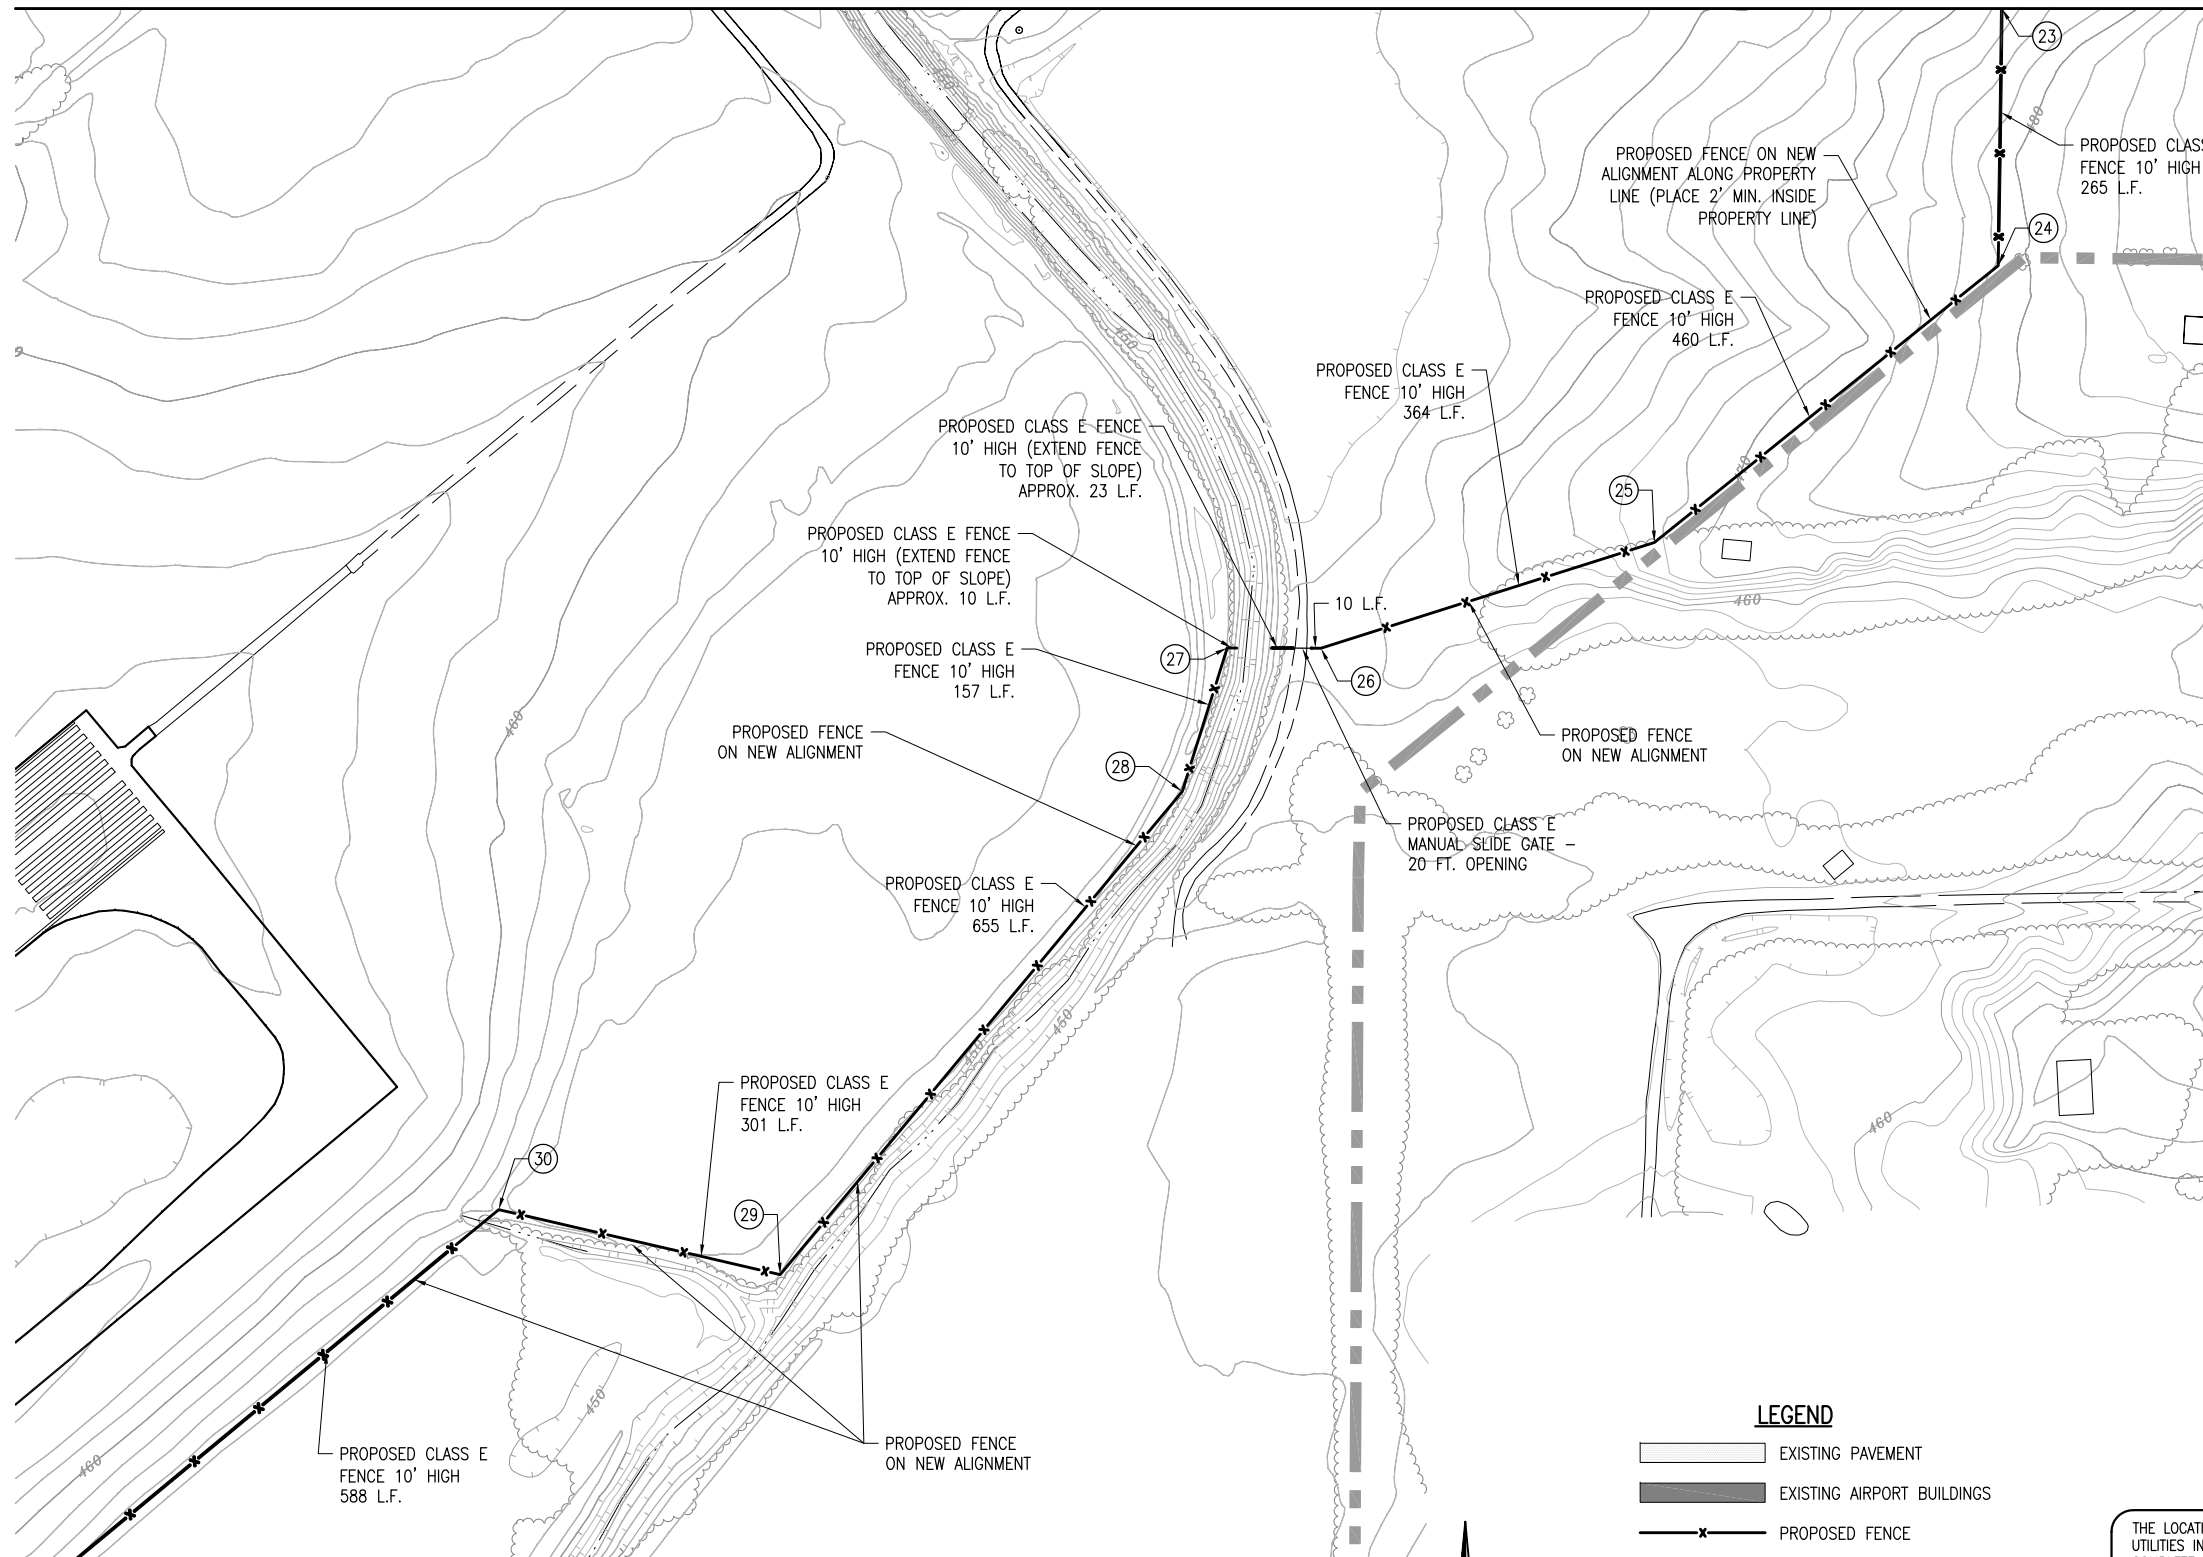 23
PROPOSED CLASS
FENCE 10' HIGH
265 L.F.
480
PROPOSED FENCE ON NEW
ALIGNMENT ALONG PROPERTY
LINE (PLACE 2' MIN. INSIDE
PROPERTY LINE)
24
PROPOSED CLASS E
FENCE 10' HIGH
460 L.F.
450
450
PROPOSED CLASS E
FENCE 10' HIGH
364 L.F.
PROPOSED CLASS E FENCE
10' HIGH (EXTEND FENCE
TO TOP OF SLOPE)
APPROX. 23 L.F.
25
PROPOSED CLASS E FENCE
10' HIGH (EXTEND FENCE
TO TOP OF SLOPE)
APPROX. 10 L.F.
10 L.F.
460
PROPOSED CLASS E
FENCE 10' HIGH
157 L.F.
27
26
460
PROPOSED FENCE
ON NEW ALIGNMENT
PROPOSED FENCE
ON NEW ALIGNMENT
28
PROPOSED CLASS E
MANUAL SLIDE GATE –
20 FT. OPENING
PROPOSED CLASS E
FENCE 10' HIGH
655 L.F.
450
450
PROPOSED CLASS E
FENCE 10' HIGH
301 L.F.
460
30
29
450
PROPOSED FENCE
ON NEW ALIGNMENT
460
PROPOSED CLASS E
FENCE 10' HIGH
588 L.F.
LEGEND
EXISTING PAVEMENT
EXISTING AIRPORT BUILDINGS
PROPOSED FENCE
THE LOCATI
UTILITIES IN